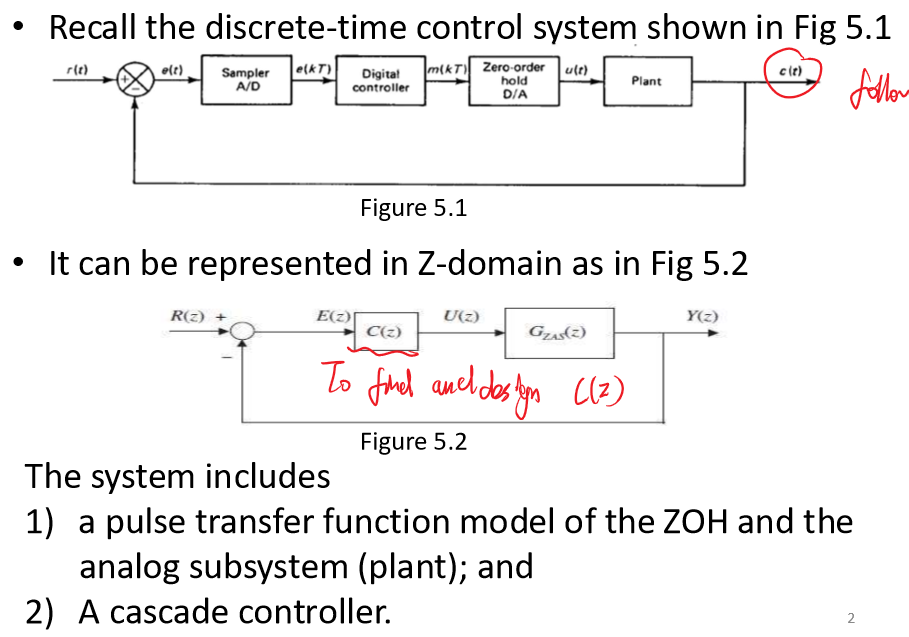 • Recall the discrete-time control system shown in Fig 5.1
r(t) + − e(t) Sampler A/D e(kT) Digital controller m(kT) Zero-order hold D/A u(t) Plant c(t)
Figure 5.1
• It can be represented in Z-domain as in Fig 5.2
R(z) + E(z) C(z) U(z) G_ZAS(z) Y(z)
−
To find and design C(z)
Figure 5.2
The system includes
1) a pulse transfer function model of the ZOH and the
analog subsystem (plant); and
2) A cascade controller.
2